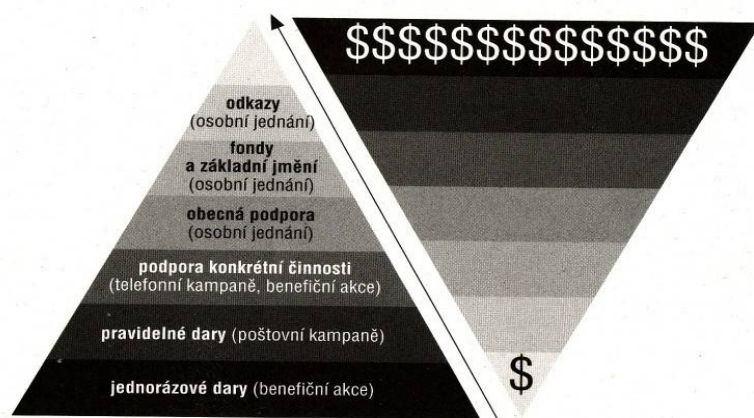 $$$$$$$$$$$$$$
odkazy
(osobní jednání)
fondy
a základní jmění
(osobní jednání)
obecná podpora
(osobní jednání)
podpora konkrétní činnosti
(telefonní kampaně, benefiční akce)
pravidelné dary (poštovní kampaně)
jednorázové dary (benefiční akce)
$